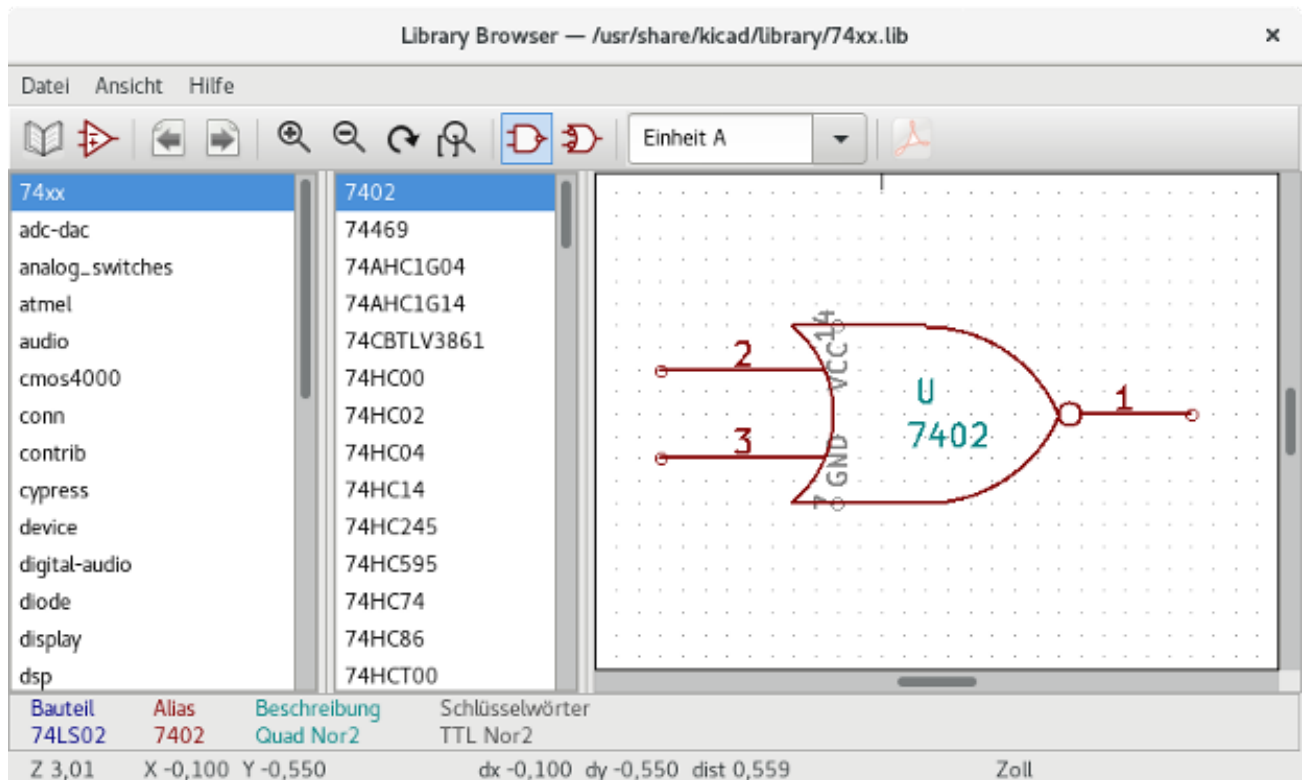 Library Browser — /usr/share/kicad/library/74xx.lib
Datei Ansicht Hilfe
Einheit A
74xx
adc-dac
analog_switches
atmel
audio
cmos4000
conn
contrib
cypress
device
digital-audio
diode
display
dsp
7402
74469
74AHC1G04
74AHC1G14
74CBTLV3861
74HC00
74HC02
74HC04
74HC14
74HC245
74HC595
74HC74
74HC86
74HCT00
14
VCC
2
U
7402
1
3
GND
7
Bauteil Alias Beschreibung Schlüsselwörter
74LS02 7402 Quad Nor2 TTL Nor2
Z 3,01 X -0,100 Y -0,550 dx -0,100 dy -0,550 dist 0,559 Zoll